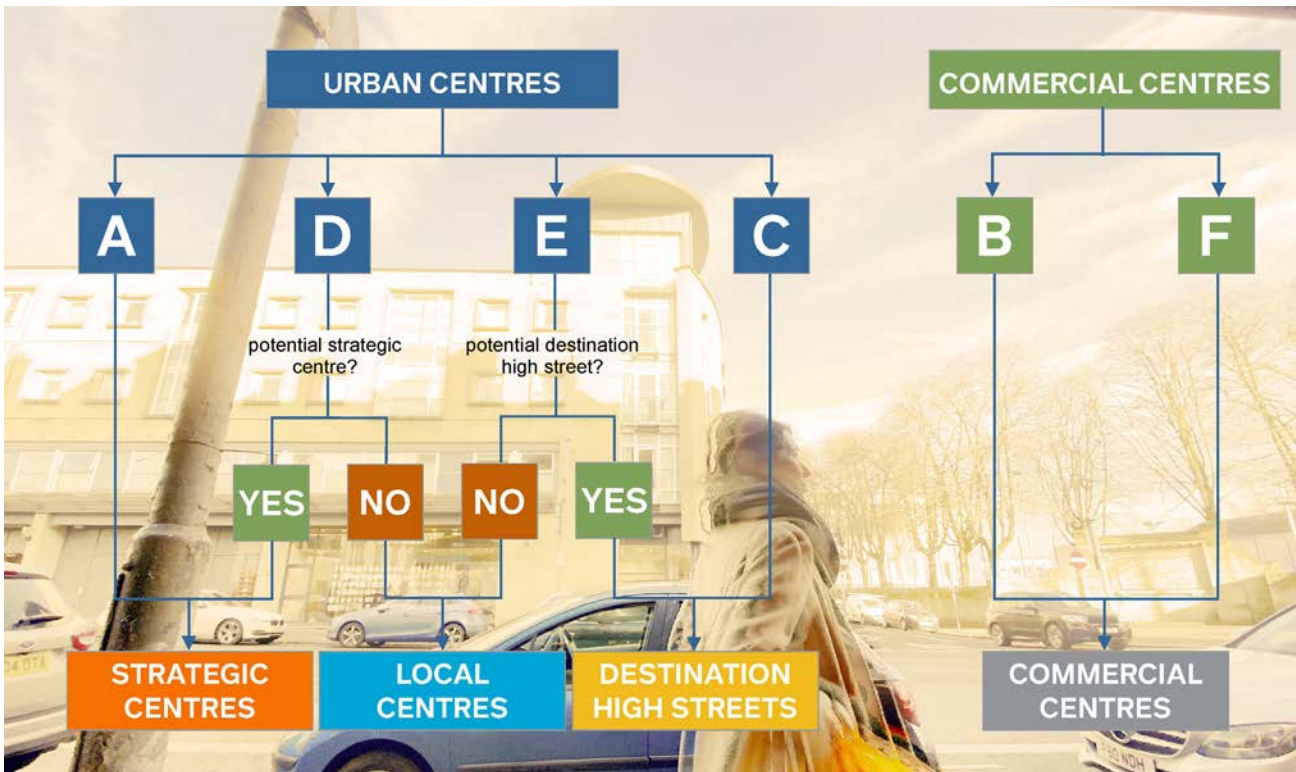 URBAN CENTRES
COMMERCIAL CENTRES
A
D
E
C
B
F
potential strategic
centre?
potential destination
high street?
YES
NO
NO
YES
STRATEGIC
CENTRES
LOCAL
CENTRES
DESTINATION
HIGH STREETS
COMMERCIAL
CENTRES